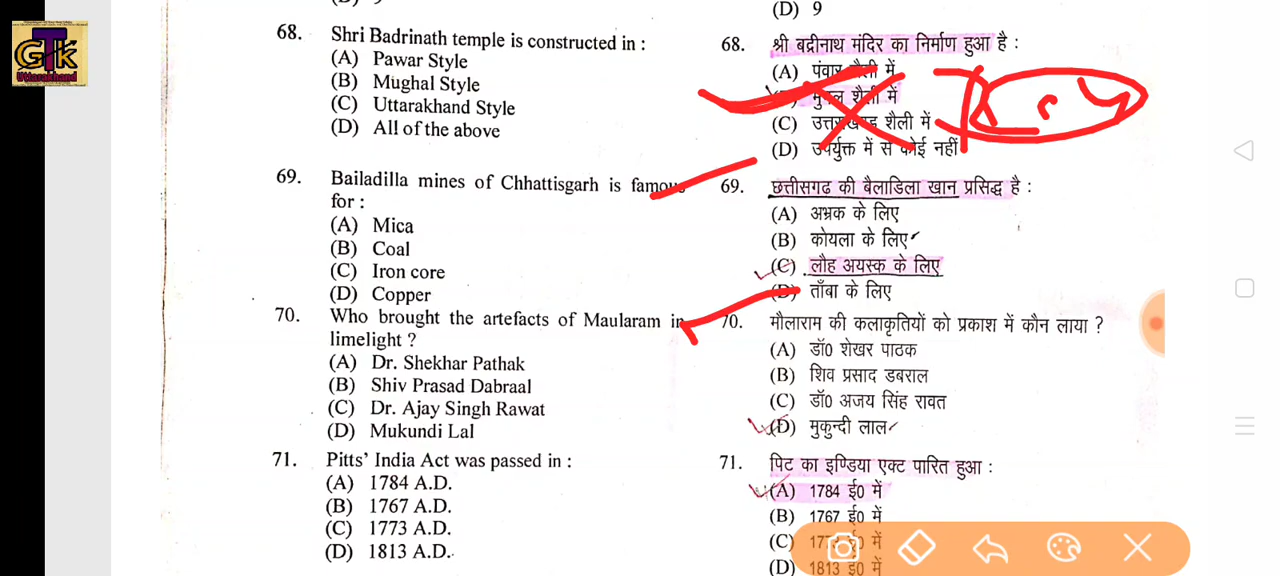 GTK
Uttarakhand
68. Shri Badrinath temple is constructed in :
(A) Pawar Style
(B) Mughal Style
(C) Uttarakhand Style
(D) All of the above
69. Bailadilla mines of Chhattisgarh is famous
for :
(A) Mica
(B) Coal
(C) Iron core
(D) Copper
70. Who brought the artefacts of Maularam in
limelight ?
(A) Dr. Shekhar Pathak
(B) Shiv Prasad Dabraal
(C) Dr. Ajay Singh Rawat
(D) Mukundi Lal
71. Pitts' India Act was passed in :
(A) 1784 A.D.
(B) 1767 A.D.
(C) 1773 A.D.
(D) 1813 A.D.
(D) 9
68. श्री बद्रीनाथ मंदिर का निर्माण हुआ है :
(A) पंवार शैली में
मुगल शैली में
(C) उत्तराखण्ड शैली में
(D) उपर्युक्त में से कोई नहीं
69. छत्तीसगढ की बैलाडिला खान प्रसिद्ध है :
(A) अभ्रक के लिए
(B) कोयला के लिए
(C) लौह अयस्क के लिए
(D) ताँबा के लिए
70. मौलाराम की कलाकृतियों को प्रकाश में कौन लाया ?
(A) डॉ0 शेखर पाठक
(B) शिव प्रसाद डबराल
(C) डॉ0 अजय सिंह रावत
(D) मुकुन्दी लाल
71. पिट का इण्डिया एक्ट पारित हुआ :
(A) 1784 ई0 में
(B) 1767 ई0 में
(C) में
(D) 1813 ई0 में